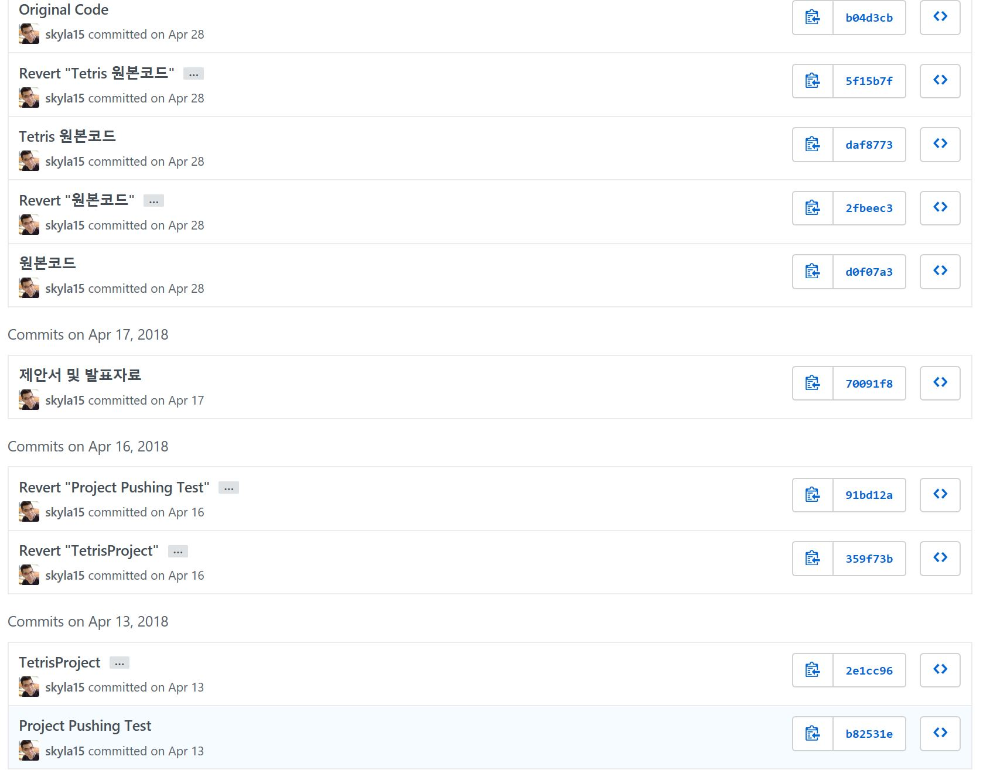 Original Code
b04d3cb
skyla15 committed on Apr 28
Revert "Tetris 원본코드" ...
5f15b7f
skyla15 committed on Apr 28
Tetris 원본코드
daf8773
skyla15 committed on Apr 28
Revert "원본코드" ...
2fbeec3
skyla15 committed on Apr 28
원본코드
d0f07a3
skyla15 committed on Apr 28
Commits on Apr 17, 2018
제안서 및 발표자료
70091f8
skyla15 committed on Apr 17
Commits on Apr 16, 2018
Revert "Project Pushing Test" ...
91bd12a
skyla15 committed on Apr 16
Revert "TetrisProject" ...
359f73b
skyla15 committed on Apr 16
Commits on Apr 13, 2018
TetrisProject ...
2e1cc96
skyla15 committed on Apr 13
Project Pushing Test
b82531e
skyla15 committed on Apr 13